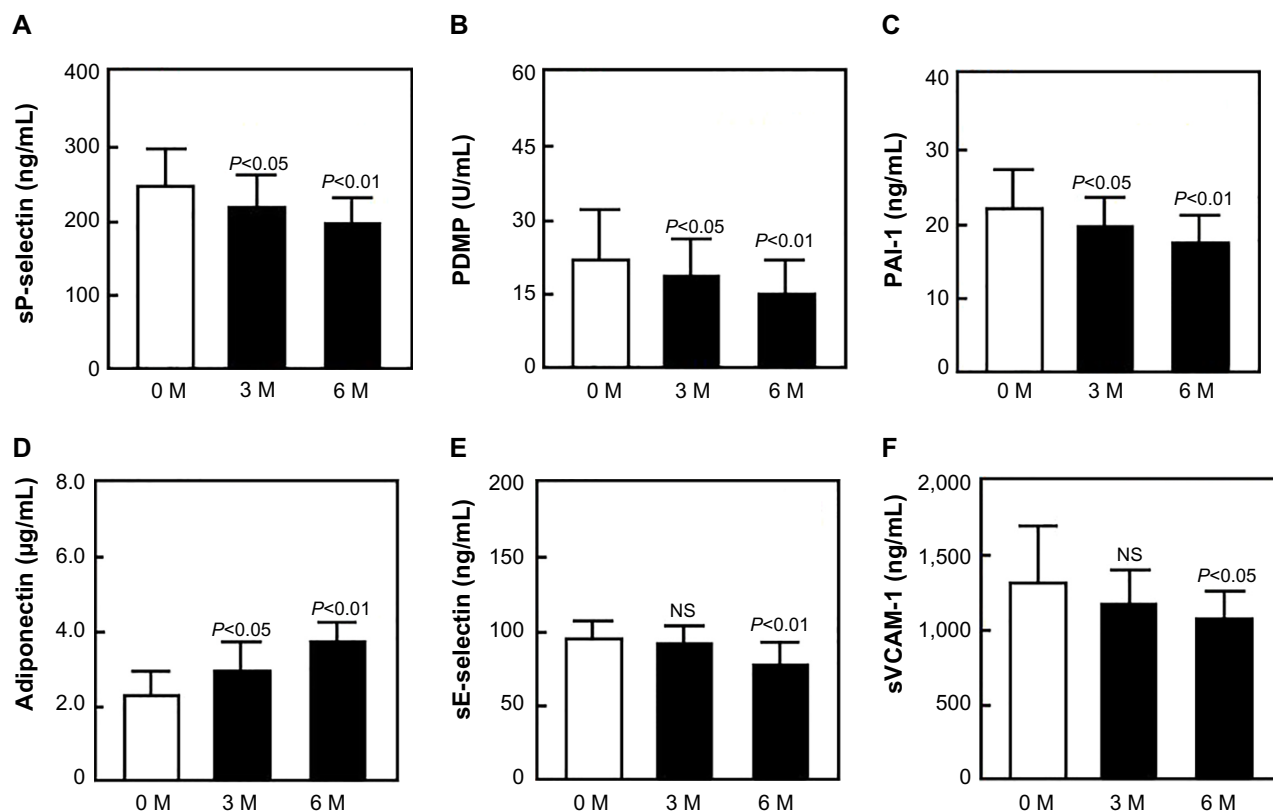 A
sP-selectin (ng/mL)
400
300
200
100
0
P<0.05
P<0.01
0 M
3 M
6 M
B
PDMP (U/mL)
60
45
30
15
0
P<0.05
P<0.01
0 M
3 M
6 M
C
PAI-1 (ng/mL)
40
30
20
10
0
P<0.05
P<0.01
0 M
3 M
6 M
D
Adiponectin (µg/mL)
8.0
6.0
4.0
2.0
0
P<0.05
P<0.01
0 M
3 M
6 M
E
sE-selectin (ng/mL)
200
150
100
50
0
NS
P<0.01
0 M
3 M
6 M
F
sVCAM-1 (ng/mL)
2,000
1,500
1,000
500
0
NS
P<0.05
0 M
3 M
6 M